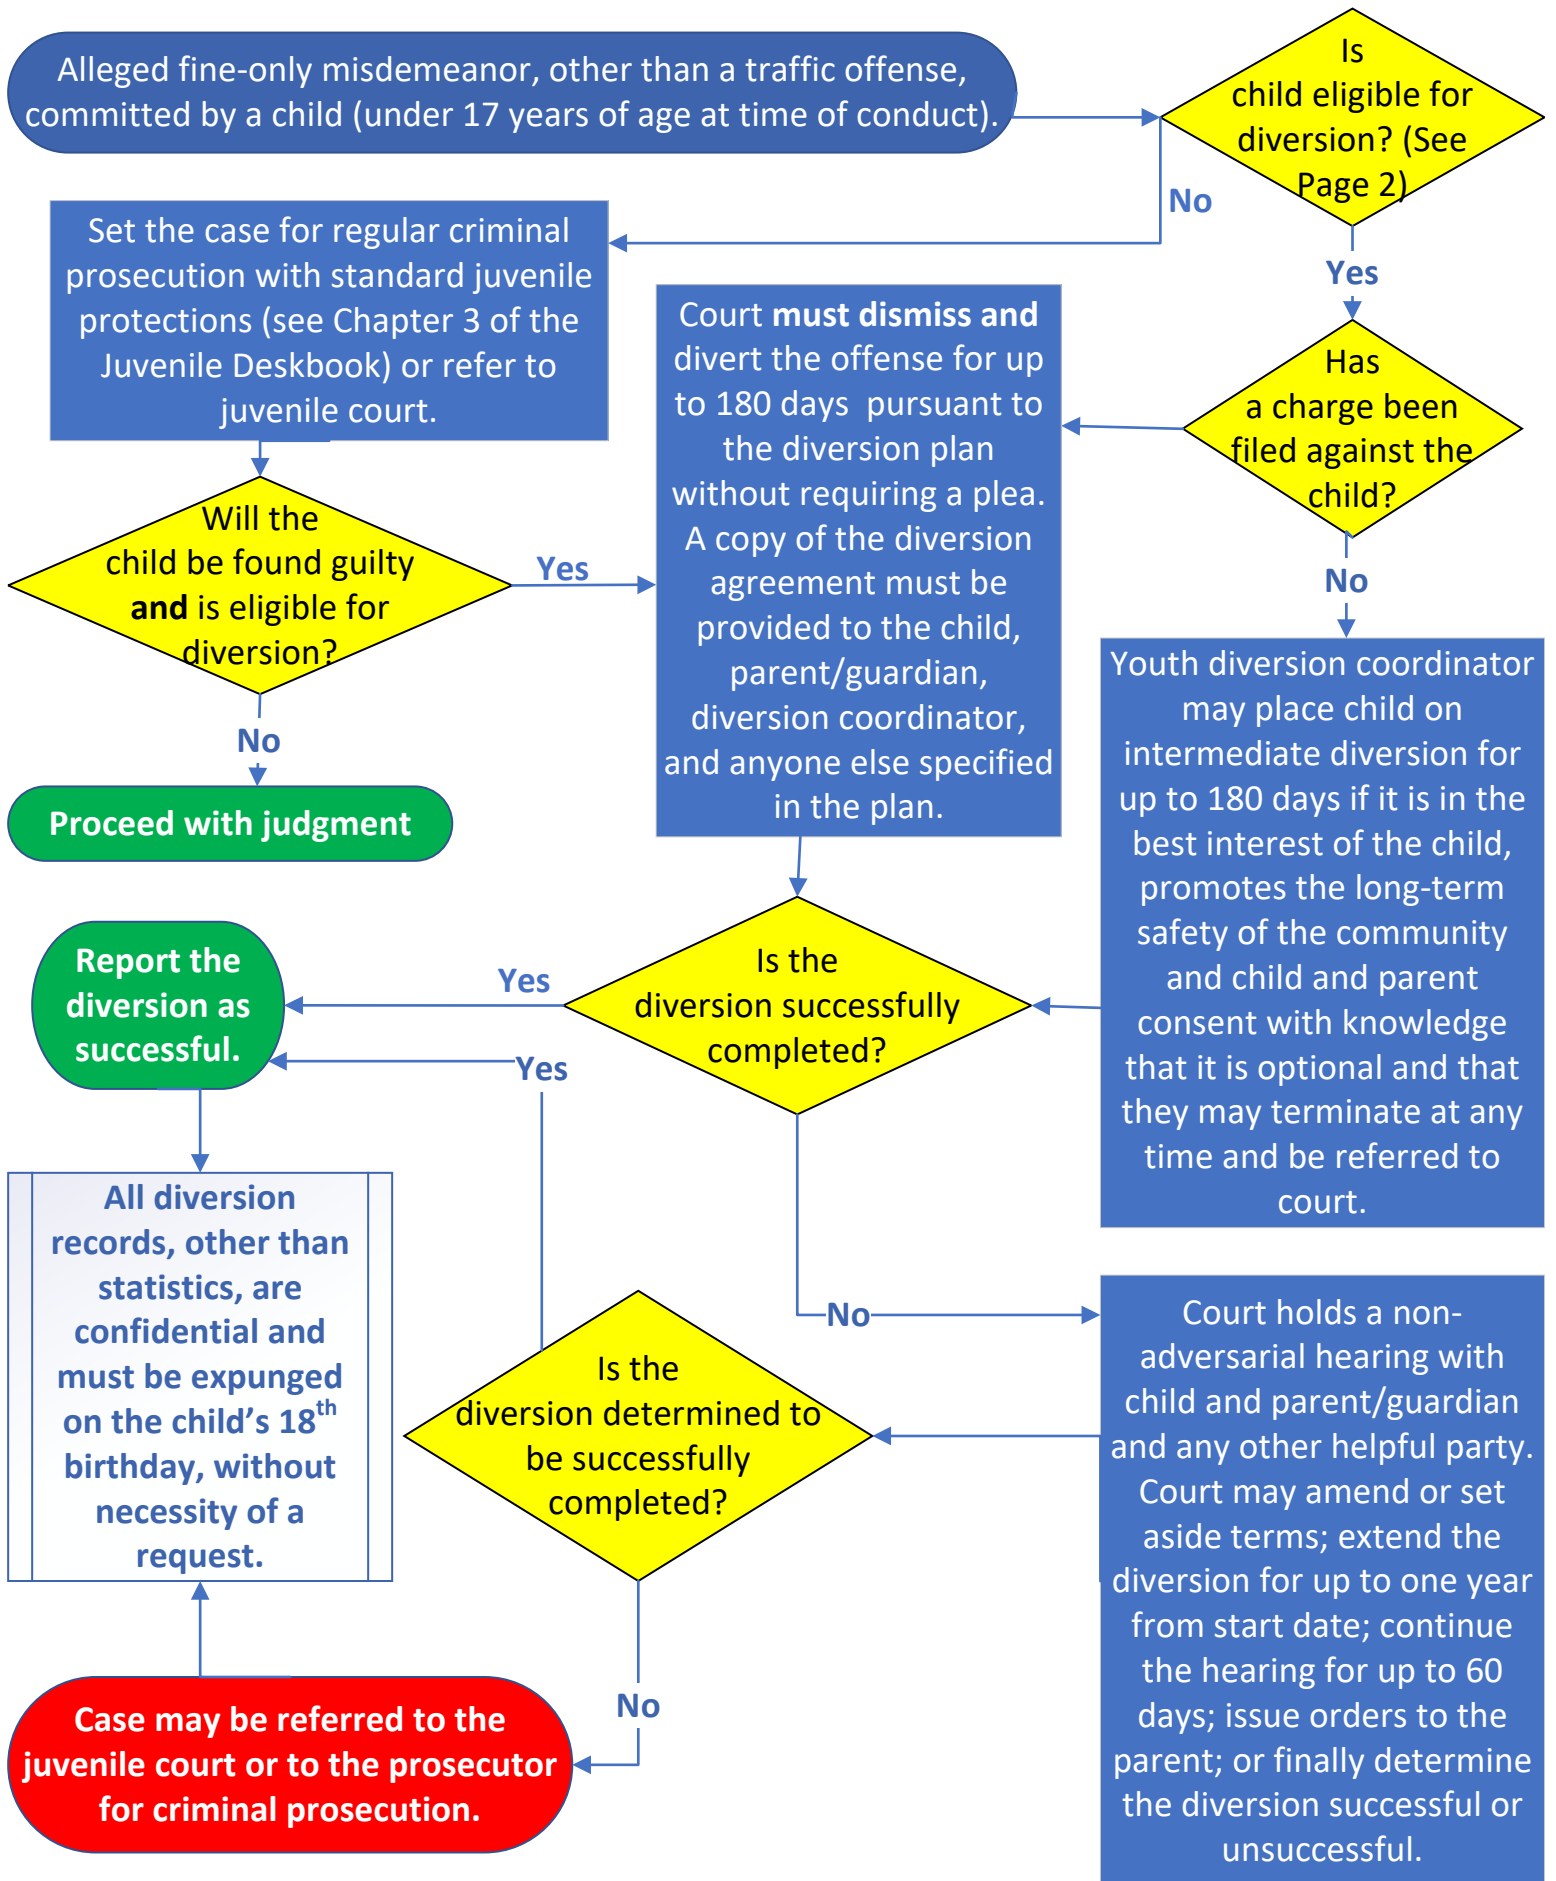 Alleged fine-only misdemeanor, other than a traffic offense,
committed by a child (under 17 years of age at time of conduct).
Is
child eligible for
diversion? (See
Page 2)
No
Yes
Set the case for regular criminal
prosecution with standard juvenile
protections (see Chapter 3 of the
Juvenile Deskbook) or refer to
juvenile court.
Has
a charge been
filed against the
child?
No
Court must dismiss and
divert the offense for up
to 180 days  pursuant to
the diversion plan
without requiring a plea.
A copy of the diversion
agreement must be
provided to the child,
parent/guardian,
diversion coordinator,
and anyone else specified
in the plan.
Will the
child be found guilty
and is eligible for
diversion?
Yes
No
Proceed with judgment
Youth diversion coordinator
may place child on
intermediate diversion for
up to 180 days if it is in the
best interest of the child,
promotes the long-term
safety of the community
and child and parent
consent with knowledge
that it is optional and that
they may terminate at any
time and be referred to
court.
Is the
diversion successfully
completed?
Yes
Report the
diversion as
successful.
Yes
No
All diversion
records, other than
statistics, are
confidential and
must be expunged
on the child’s 18th
birthday, without
necessity of a
request.
Is the
diversion determined to
be successfully
completed?
No
Court holds a non-
adversarial hearing with
child and parent/guardian
and any other helpful party.
Court may amend or set
aside terms; extend the
diversion for up to one year
from start date; continue
the hearing for up to 60
days; issue orders to the
parent; or finally determine
the diversion successful or
unsuccessful.
Case may be referred to the
juvenile court or to the prosecutor
for criminal prosecution.